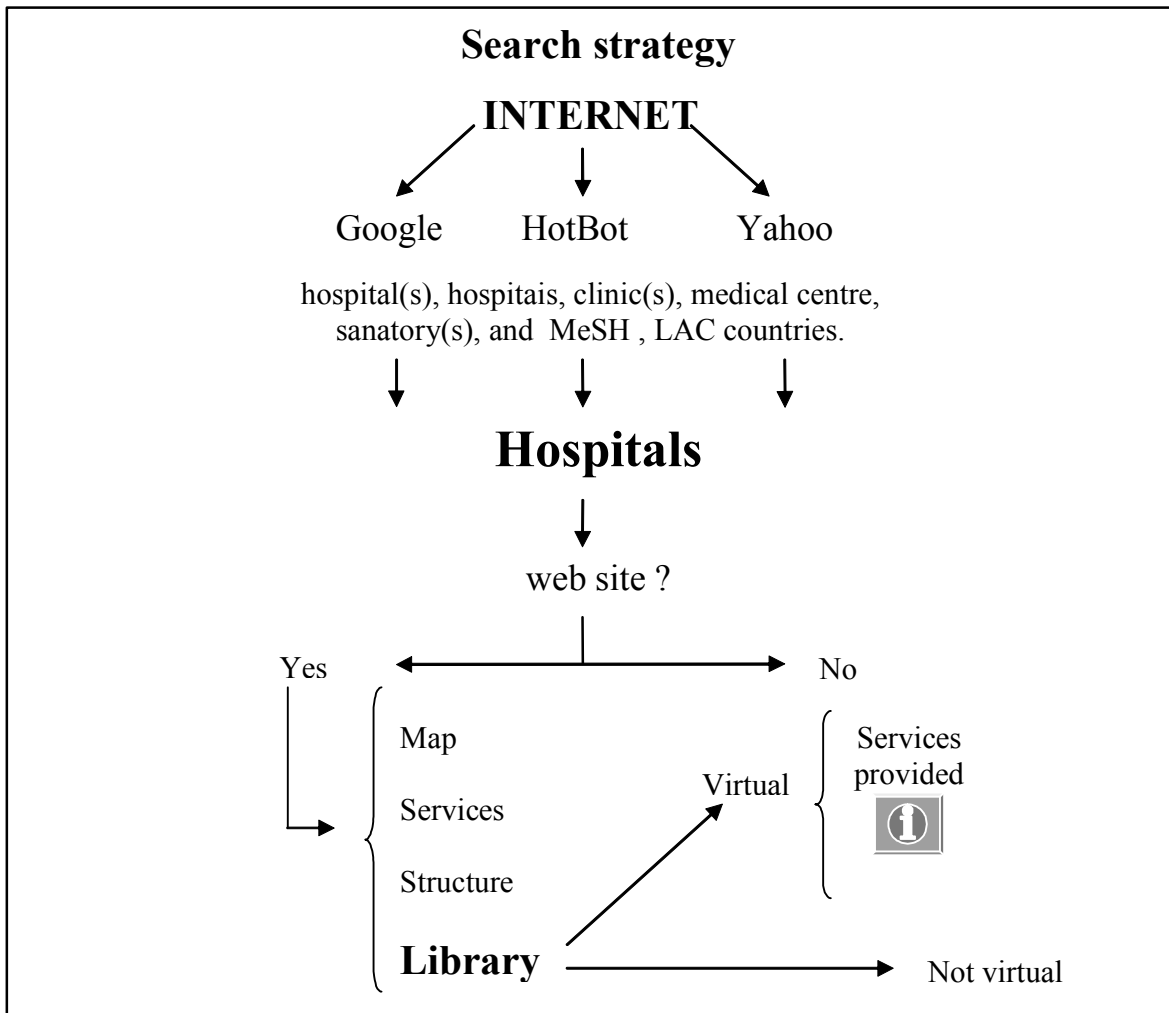 Search strategy
INTERNET
Google HotBot Yahoo
hospital(s), hospitais, clinic(s), medical centre,
sanatory(s), and MeSH , LAC countries.
Hospitals
web site ?
Yes
No
Map
Services
Structure
Library
Virtual
Services
provided
Not virtual